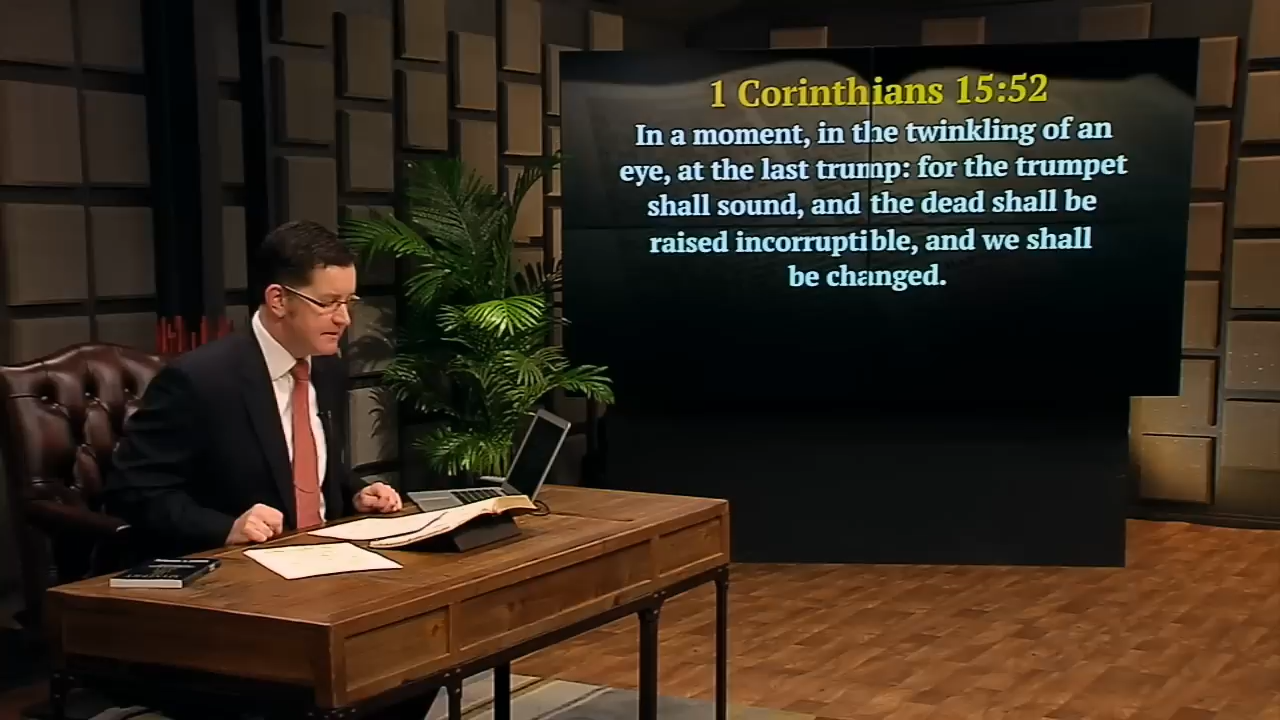 1 Corinthians 15:52
In a moment, in the twinkling of an
eye, at the last trump: for the trumpet
shall sound, and the dead shall be
raised incorruptible, and we shall
be changed.